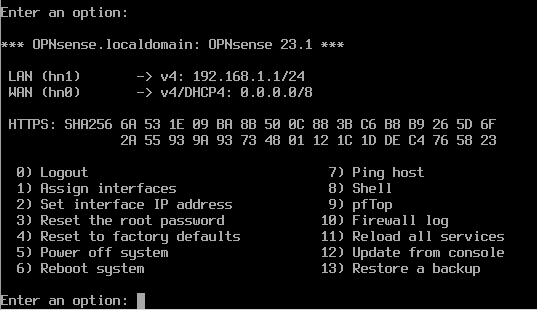 Enter an option:
*** OPNsense.localdomain: OPNsense 23.1 ***
LAN (hn1) -> v4: 192.168.1.1/24
WAN (hn0) -> v4/DHCP4: 0.0.0.0/8
HTTPS: SHA256 6A 53 1E 09 BA 8B 50 0C 88 3B C6 B8 B9 26 5D 6F
2A 55 93 9A 93 73 48 01 12 1C 1D DE C4 76 58 23
0) Logout 7) Ping host
1) Assign interfaces 8) Shell
2) Set interface IP address 9) pfTop
3) Reset the root password 10) Firewall log
4) Reset to factory defaults 11) Reload all services
5) Power off system 12) Update from console
6) Reboot system 13) Restore a backup
Enter an option: